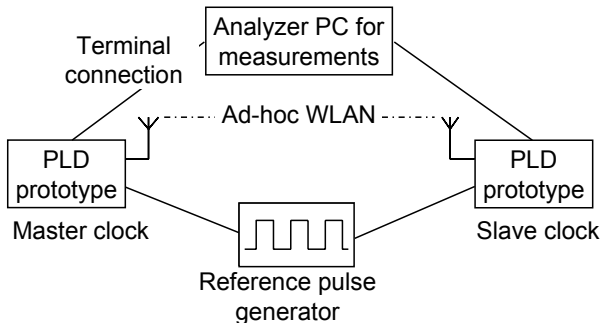 Analyzer PC for
measurements
Terminal
connection
Ad-hoc WLAN
PLD
prototype
PLD
prototype
Master clock
Slave clock
Reference pulse
generator